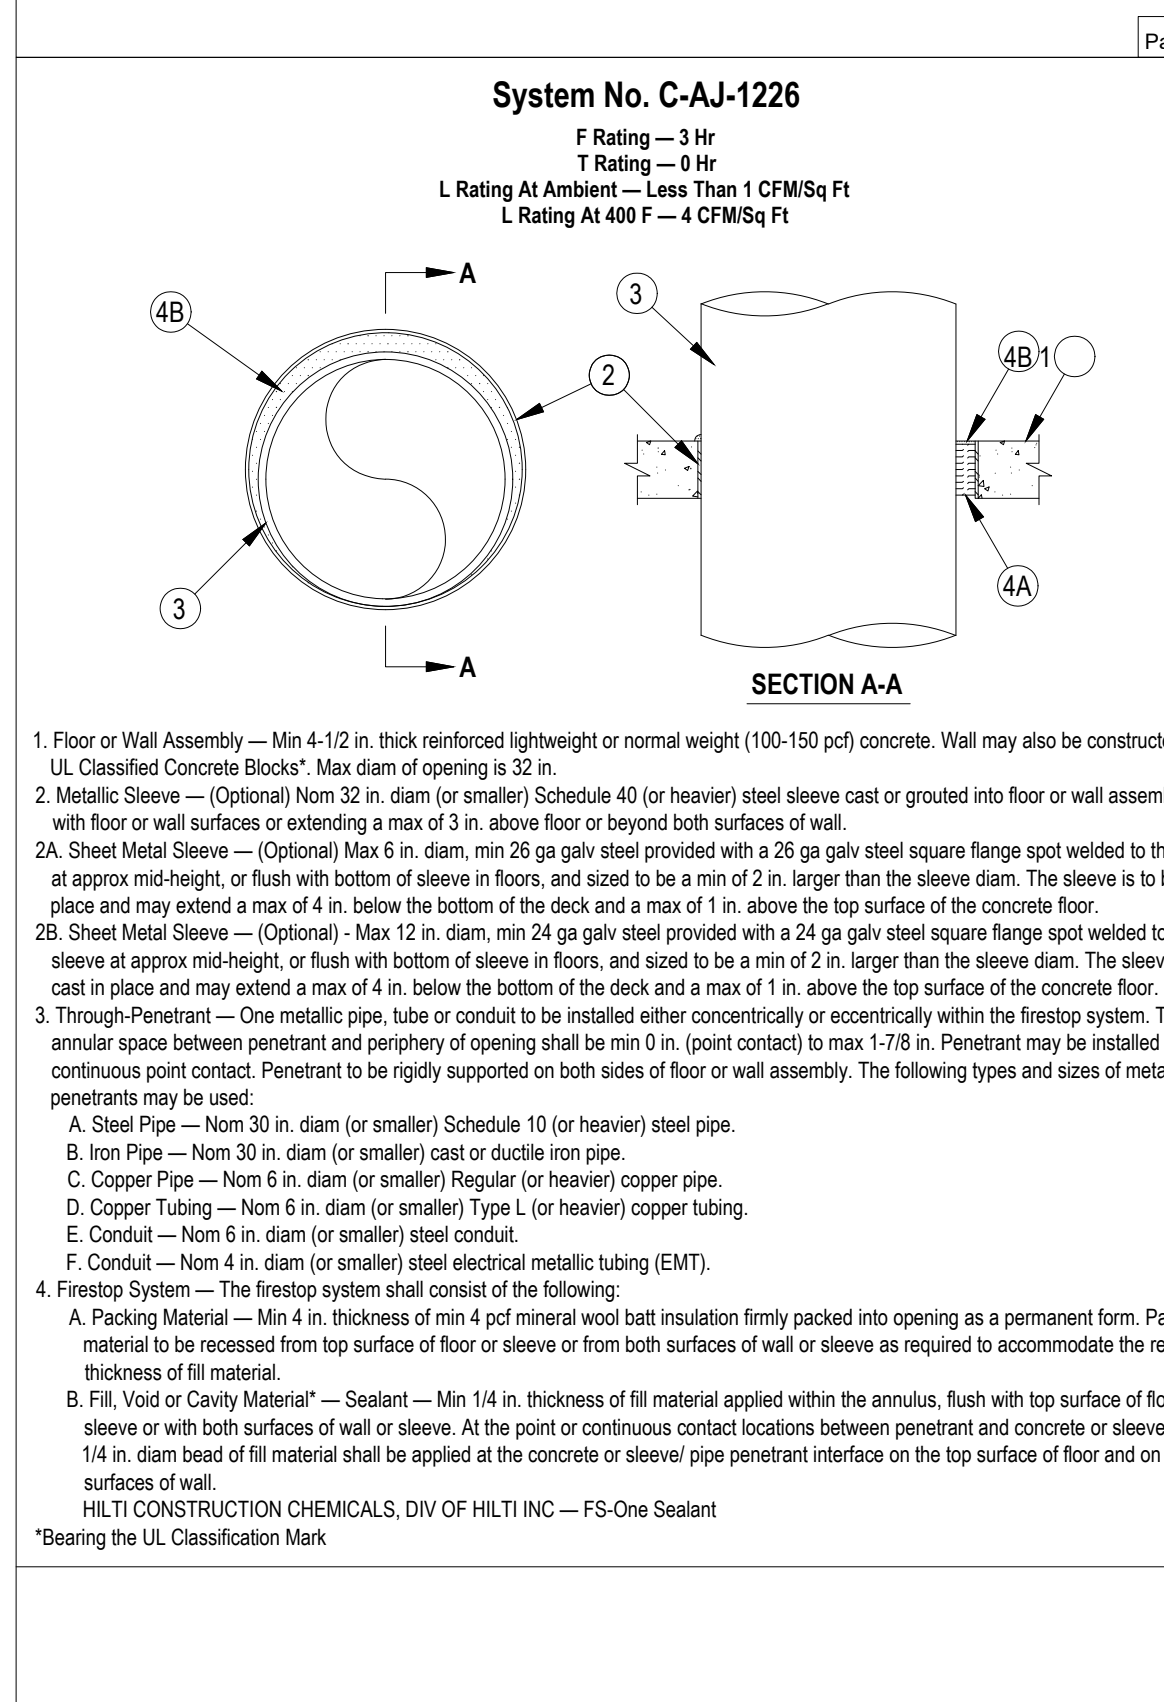 Pa
System No. C-AJ-1226
F Rating — 3 Hr
T Rating — 0 Hr
L Rating At Ambient — Less Than 1 CFM/Sq Ft
L Rating At 400 F — 4 CFM/Sq Ft
A
4B
3
2
4B
1
3
4A
A
SECTION A-A
1. Floor or Wall Assembly — Min 4-1/2 in. thick reinforced lightweight or normal weight (100-150 pcf) concrete. Wall may also be constructe
UL Classified Concrete Blocks*. Max diam of opening is 32 in.
2. Metallic Sleeve — (Optional) Nom 32 in. diam (or smaller) Schedule 40 (or heavier) steel sleeve cast or grouted into floor or wall assemb
with floor or wall surfaces or extending a max of 3 in. above floor or beyond both surfaces of wall.
2A. Sheet Metal Sleeve — (Optional) Max 6 in. diam, min 26 ga galv steel provided with a 26 ga galv steel square flange spot welded to th
at approx mid-height, or flush with bottom of sleeve in floors, and sized to be a min of 2 in. larger than the sleeve diam. The sleeve is to b
place and may extend a max of 4 in. below the bottom of the deck and a max of 1 in. above the top surface of the concrete floor.
2B. Sheet Metal Sleeve — (Optional) - Max 12 in. diam, min 24 ga galv steel provided with a 24 ga galv steel square flange spot welded to
sleeve at approx mid-height, or flush with bottom of sleeve in floors, and sized to be a min of 2 in. larger than the sleeve diam. The sleev
cast in place and may extend a max of 4 in. below the bottom of the deck and a max of 1 in. above the top surface of the concrete floor.
3. Through-Penetrant — One metallic pipe, tube or conduit to be installed either concentrically or eccentrically within the firestop system. T
annular space between penetrant and periphery of opening shall be min 0 in. (point contact) to max 1-7/8 in. Penetrant may be installed
continuous point contact. Penetrant to be rigidly supported on both sides of floor or wall assembly. The following types and sizes of meta
penetrants may be used:
A. Steel Pipe — Nom 30 in. diam (or smaller) Schedule 10 (or heavier) steel pipe.
B. Iron Pipe — Nom 30 in. diam (or smaller) cast or ductile iron pipe.
C. Copper Pipe — Nom 6 in. diam (or smaller) Regular (or heavier) copper pipe.
D. Copper Tubing — Nom 6 in. diam (or smaller) Type L (or heavier) copper tubing.
E. Conduit — Nom 6 in. diam (or smaller) steel conduit.
F. Conduit — Nom 4 in. diam (or smaller) steel electrical metallic tubing (EMT).
4. Firestop System — The firestop system shall consist of the following:
A. Packing Material — Min 4 in. thickness of min 4 pcf mineral wool batt insulation firmly packed into opening as a permanent form. Pa
material to be recessed from top surface of floor or sleeve or from both surfaces of wall or sleeve as required to accommodate the re
thickness of fill material.
B. Fill, Void or Cavity Material* — Sealant — Min 1/4 in. thickness of fill material applied within the annulus, flush with top surface of flo
sleeve or with both surfaces of wall or sleeve. At the point or continuous contact locations between penetrant and concrete or sleeve
1/4 in. diam bead of fill material shall be applied at the concrete or sleeve/ pipe penetrant interface on the top surface of floor and on
surfaces of wall.
HILTI CONSTRUCTION CHEMICALS, DIV OF HILTI INC — FS-One Sealant
*Bearing the UL Classification Mark